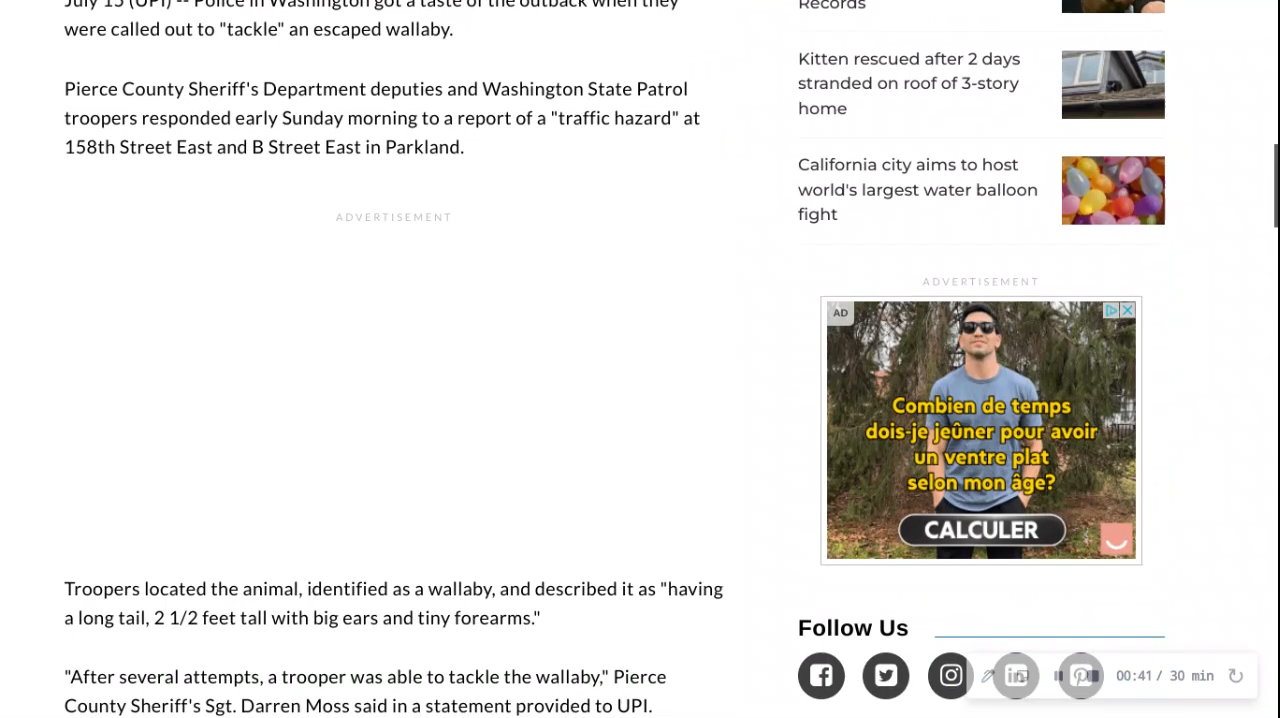 July 15 (UPI) -- Police in Washington got a taste of the outback when they
were called out to "tackle" an escaped wallaby.
Pierce County Sheriff's Department deputies and Washington State Patrol
troopers responded early Sunday morning to a report of a "traffic hazard" at
158th Street East and B Street East in Parkland.
ADVERTISEMENT
Troopers located the animal, identified as a wallaby, and described it as "having
a long tail, 2 1/2 feet tall with big ears and tiny forearms."
"After several attempts, a trooper was able to tackle the wallaby," Pierce
County Sheriff's Sgt. Darren Moss said in a statement provided to UPI.
Records
Kitten rescued after 2 days
stranded on roof of 3-story
home
California city aims to host
world's largest water balloon
fight
ADVERTISEMENT
AD
Combien de temps
dois-je jeûner pour avoir
un ventre plat
selon mon âge?
CALCULER
Follow Us
00:41 / 30 min